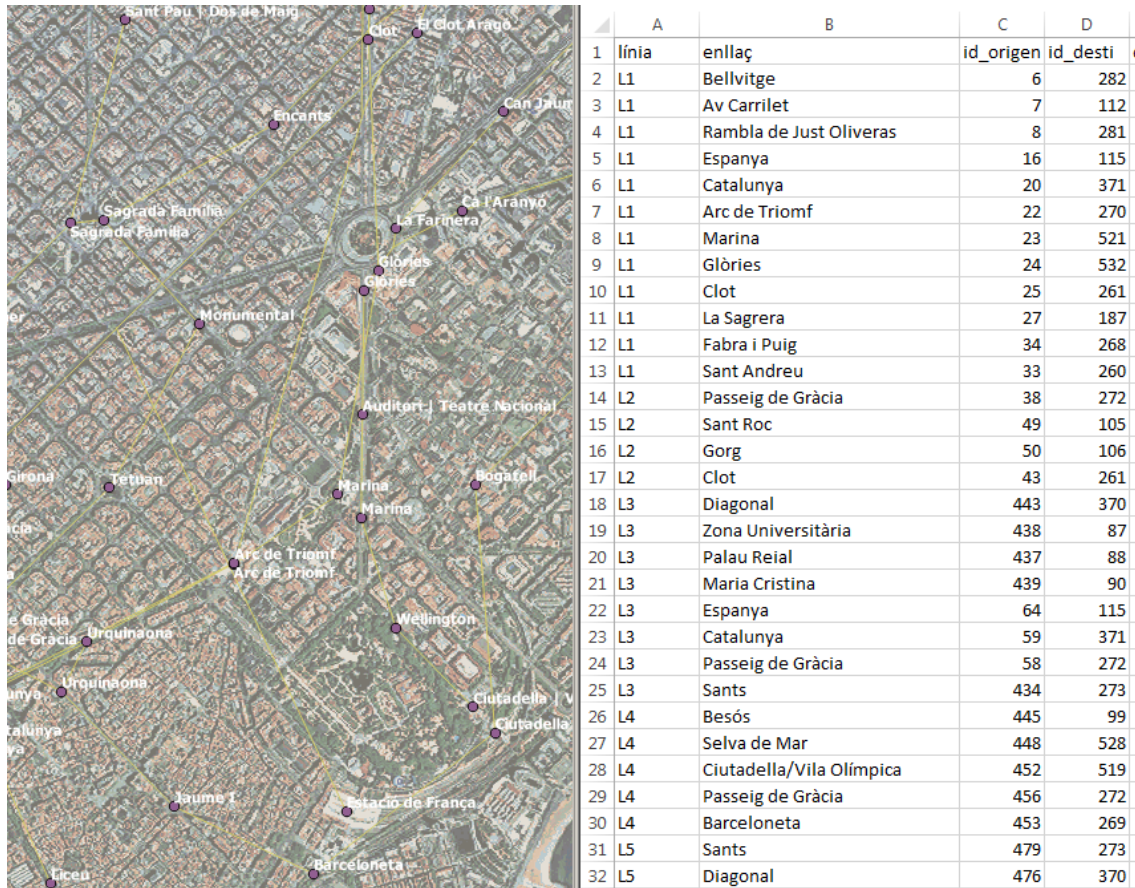 Sant Pau | Dos de Maig
Clot
El Clot Aragó
Can Jaum
Encants
Sagrada Familia
Sagrada Familia
Ca l'Aranyó
La Farinera
Glòries
Glòries
er
Monumental
Auditori | Teatre Nacional
Girona
Tetuan
Marina
Bogatell
Marina
acia
a
Arc de Triomf
Arc de Triomf
e Gràcia
de Gràcia
Urquinaona
Wellington
Urquinaona
unya
Ciutadella | V
Ciutadella
talunya
ya
Jaume I
Estació de França
Barceloneta
Liceu
A B C D
1 línia enllaç id_origen id_desti
2 L1 Bellvitge 6 282
3 L1 Av Carrilet 7 112
4 L1 Rambla de Just Oliveras 8 281
5 L1 Espanya 16 115
6 L1 Catalunya 20 371
7 L1 Arc de Triomf 22 270
8 L1 Marina 23 521
9 L1 Glòries 24 532
10 L1 Clot 25 261
11 L1 La Sagrera 27 187
12 L1 Fabra i Puig 34 268
13 L1 Sant Andreu 33 260
14 L2 Passeig de Gràcia 38 272
15 L2 Sant Roc 49 105
16 L2 Gorg 50 106
17 L2 Clot 43 261
18 L3 Diagonal 443 370
19 L3 Zona Universitària 438 87
20 L3 Palau Reial 437 88
21 L3 Maria Cristina 439 90
22 L3 Espanya 64 115
23 L3 Catalunya 59 371
24 L3 Passeig de Gràcia 58 272
25 L3 Sants 434 273
26 L4 Besós 445 99
27 L4 Selva de Mar 448 528
28 L4 Ciutadella/Vila Olímpica 452 519
29 L4 Passeig de Gràcia 456 272
30 L4 Barceloneta 453 269
31 L5 Sants 479 273
32 L5 Diagonal 476 370